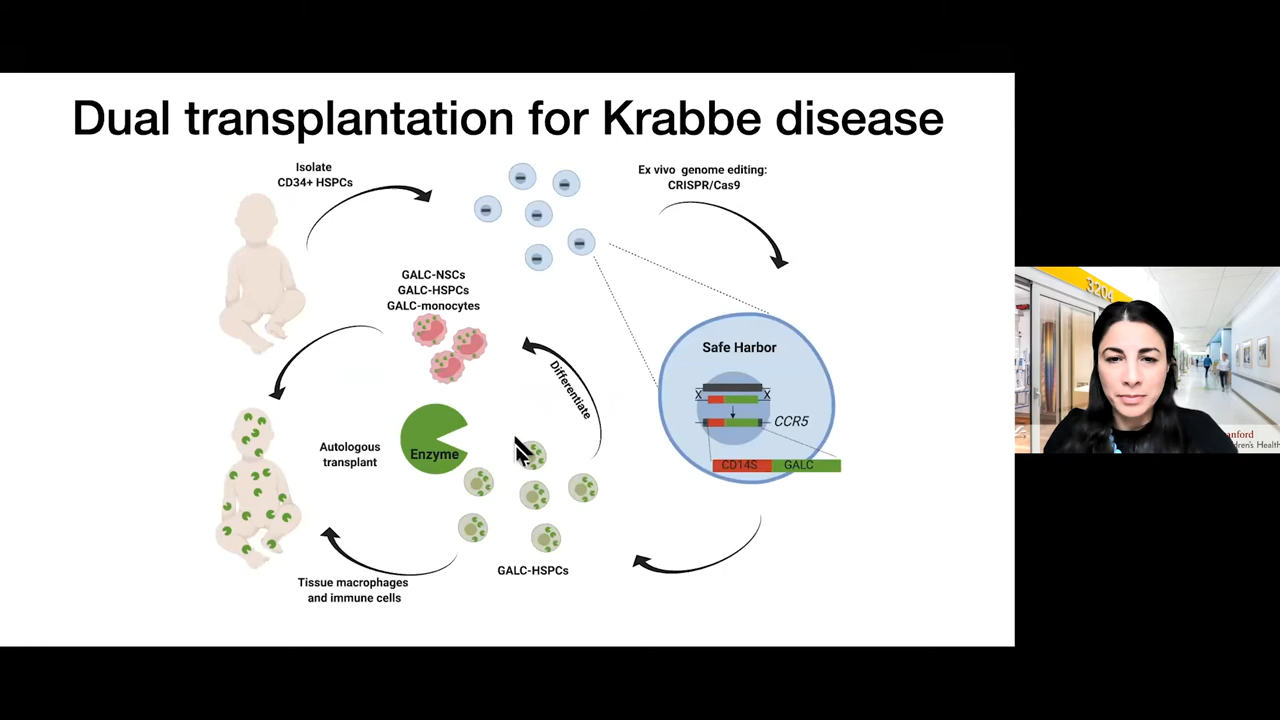 Dual transplantation for Krabbe disease
Isolate
CD34+ HSPCs
Ex vivo genome editing:
CRISPR/Cas9
GALC-NSCs
GALC-HSPCs
GALC-monocytes
Safe Harbor
X
X
CCR5
CD14S
GALC
Differentiate
Enzyme
Autologous
transplant
GALC-HSPCs
Tissue macrophages
and immune cells
3204
anford
dren's Health